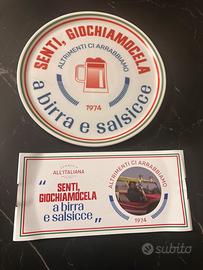 SENTI, GIOCHIAMOCELA
ALTRIMENTI CI ARRABBIAMO
1974
a birra e salsicce
ALL'ITALIANA
"SENTI,
GIOCHIAMOCELA
a birra
e salsicce"
ALTRIMENTI CI ARRABBIAMO
1974
subito